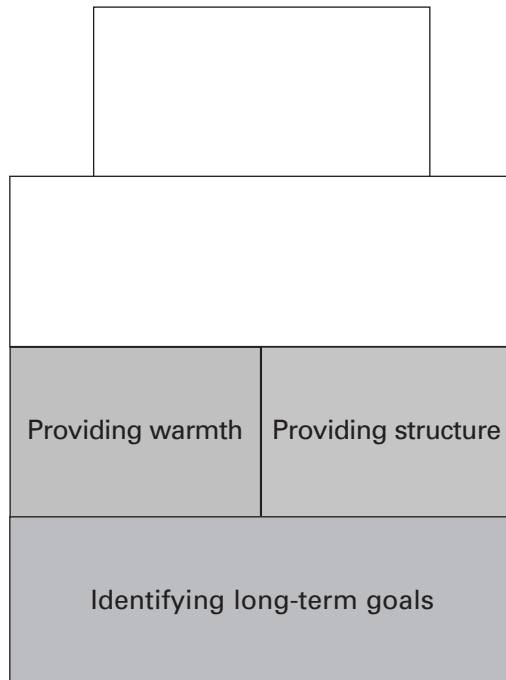 Providing warmth
Providing structure
Identifying long-term goals